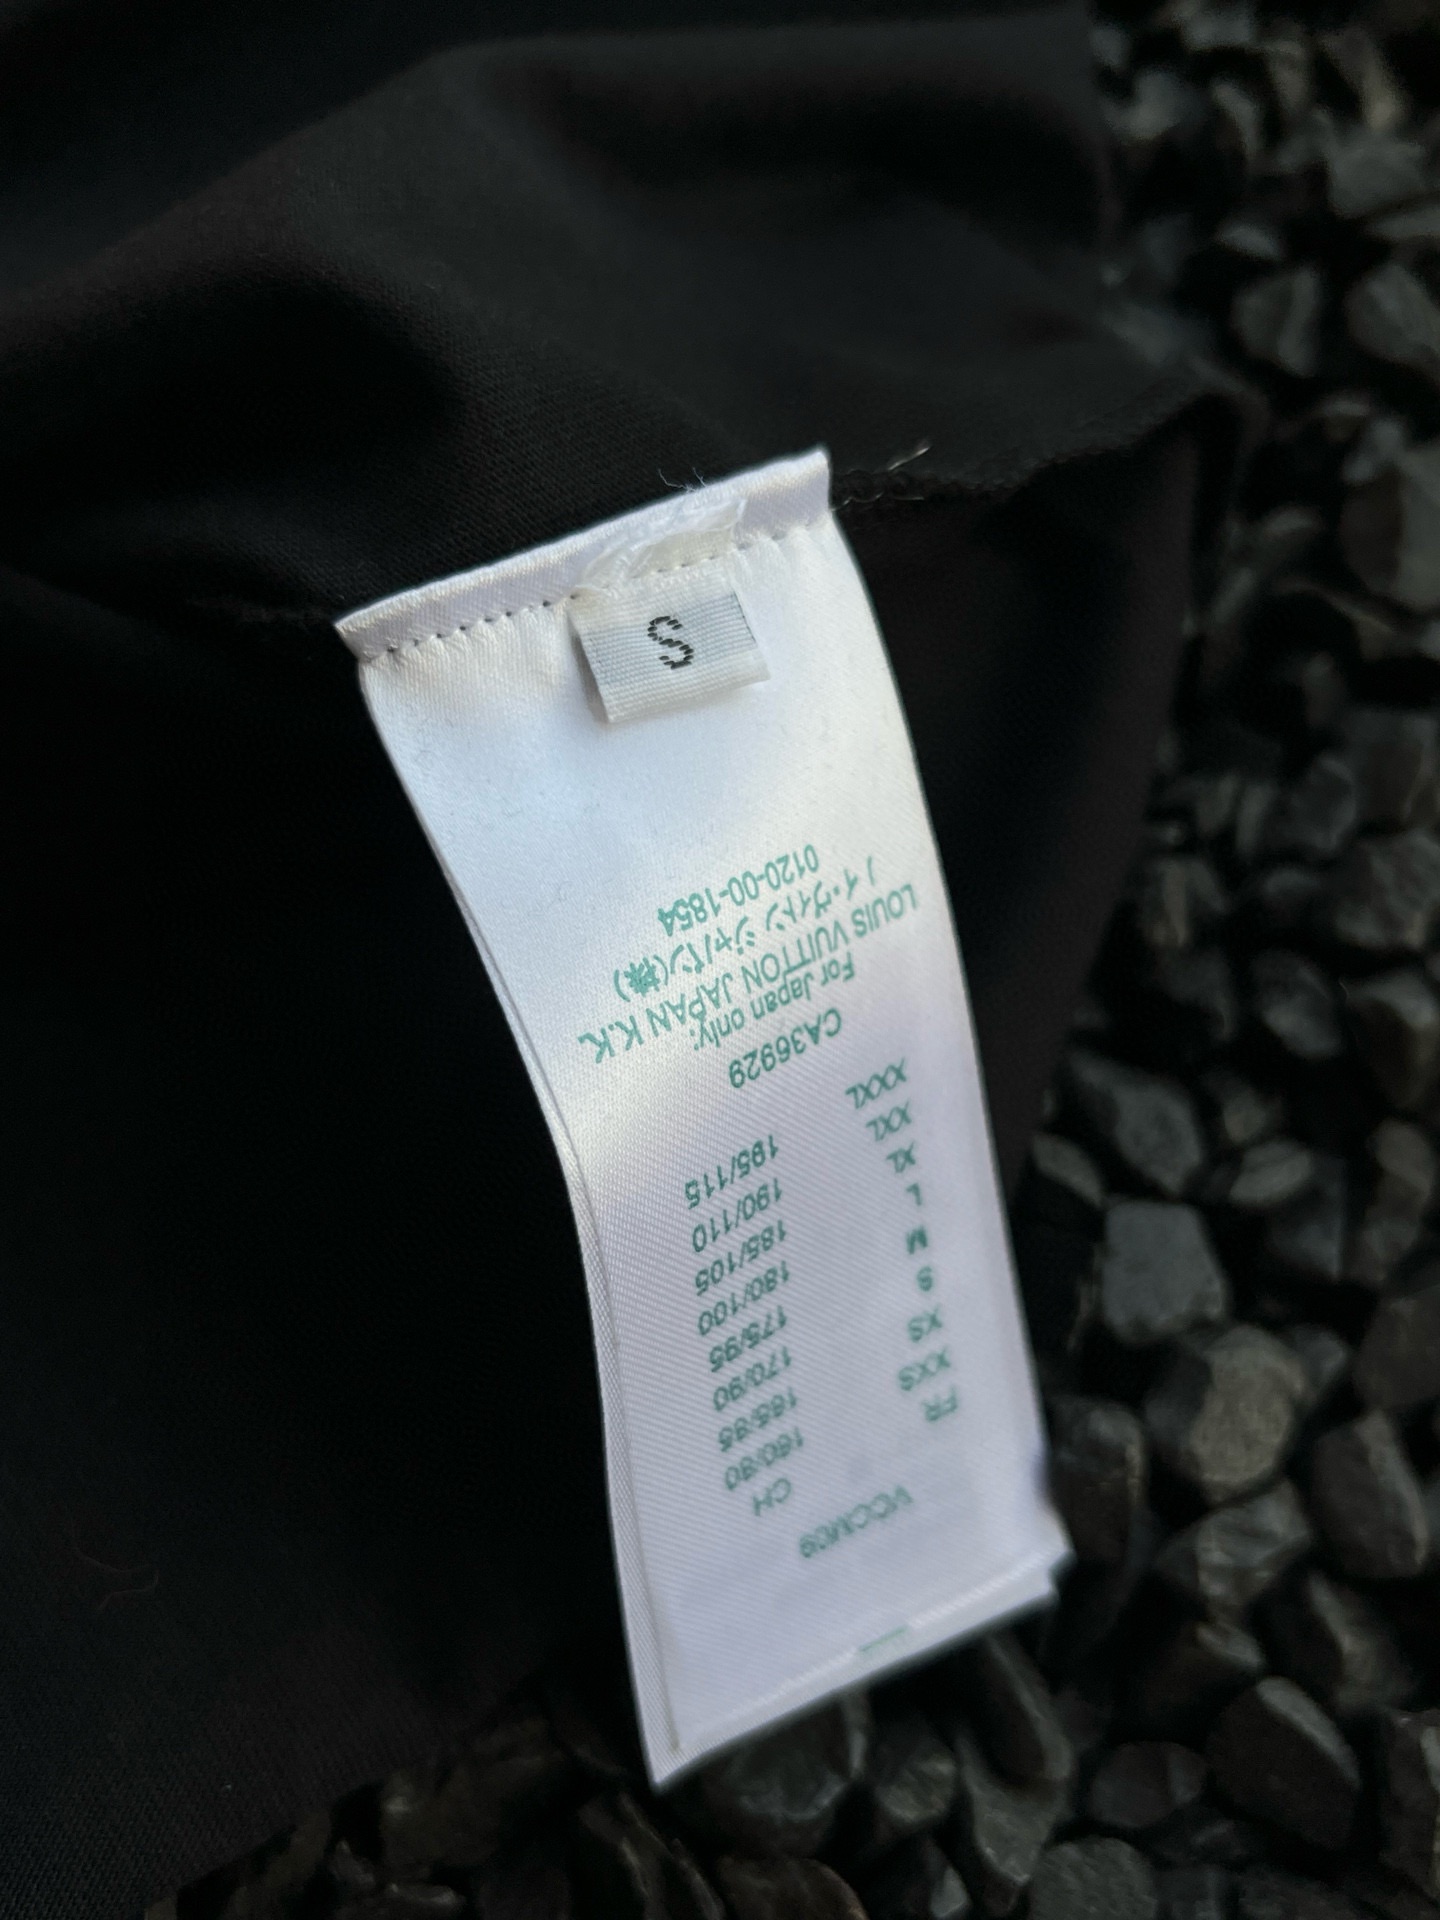 S
VCCM09
FR CH
XXS 160/80
XS 165/85
S 170/90
M 175/95
L 180/100
XL 185/105
XXL 190/110
XXXL 195/115
CA36929
For Japan only:
LOUIS VUITTON JAPAN K.K.
ルイ・ヴィトン ジャパン(株)
0120-00-1854